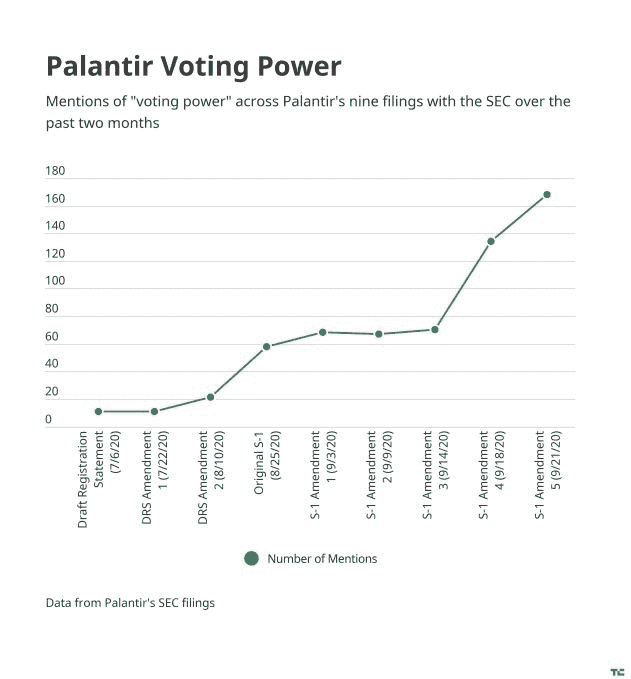 Palantir Voting Power
Mentions of "voting power" across Palantir's nine filings with the SEC over the
past two months
180
160
140
120
100
80
60
40
20
0
Draft Registration
Statement
(7/6/20)
DRS Amendment
1 (7/22/20)
DRS Amendment
2 (8/10/20)
Original S-1
(8/25/20)
S-1 Amendment
1 (9/3/20)
S-1 Amendment
2 (9/9/20)
S-1 Amendment
3 (9/14/20)
S-1 Amendment
4 (9/18/20)
S-1 Amendment
5 (9/21/20)
Number of Mentions
Data from Palantir's SEC filings
TC